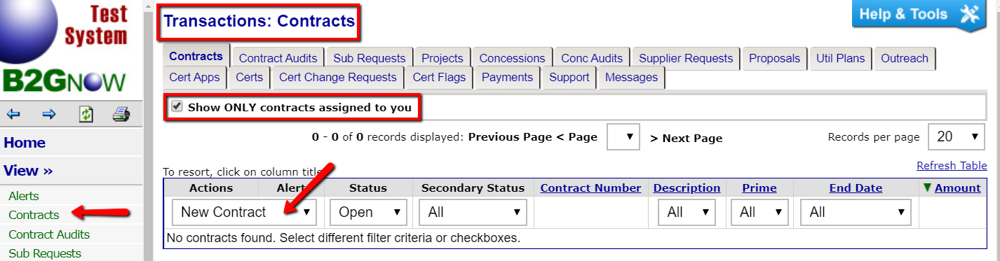 Test
System
B2GNOW
Home
View »
Alerts
Contracts
Contract Audits
Sub Requests
Transactions: Contracts
Help & Tools
Contracts Contract Audits Sub Requests Projects Concessions Conc Audits Supplier Requests Proposals Util Plans Outreach
Cert Apps Certs Cert Change Requests Cert Flags Payments Support Messages
Show ONLY contracts assigned to you
0 - 0 of 0 records displayed: Previous Page < Page > Next Page Records per page 20
Refresh Table
To resort, click on column title
Actions Alert Status Secondary Status Contract Number Description Prime End Date Amount
New Contract Open All All All All
No contracts found. Select different filter criteria or checkboxes.